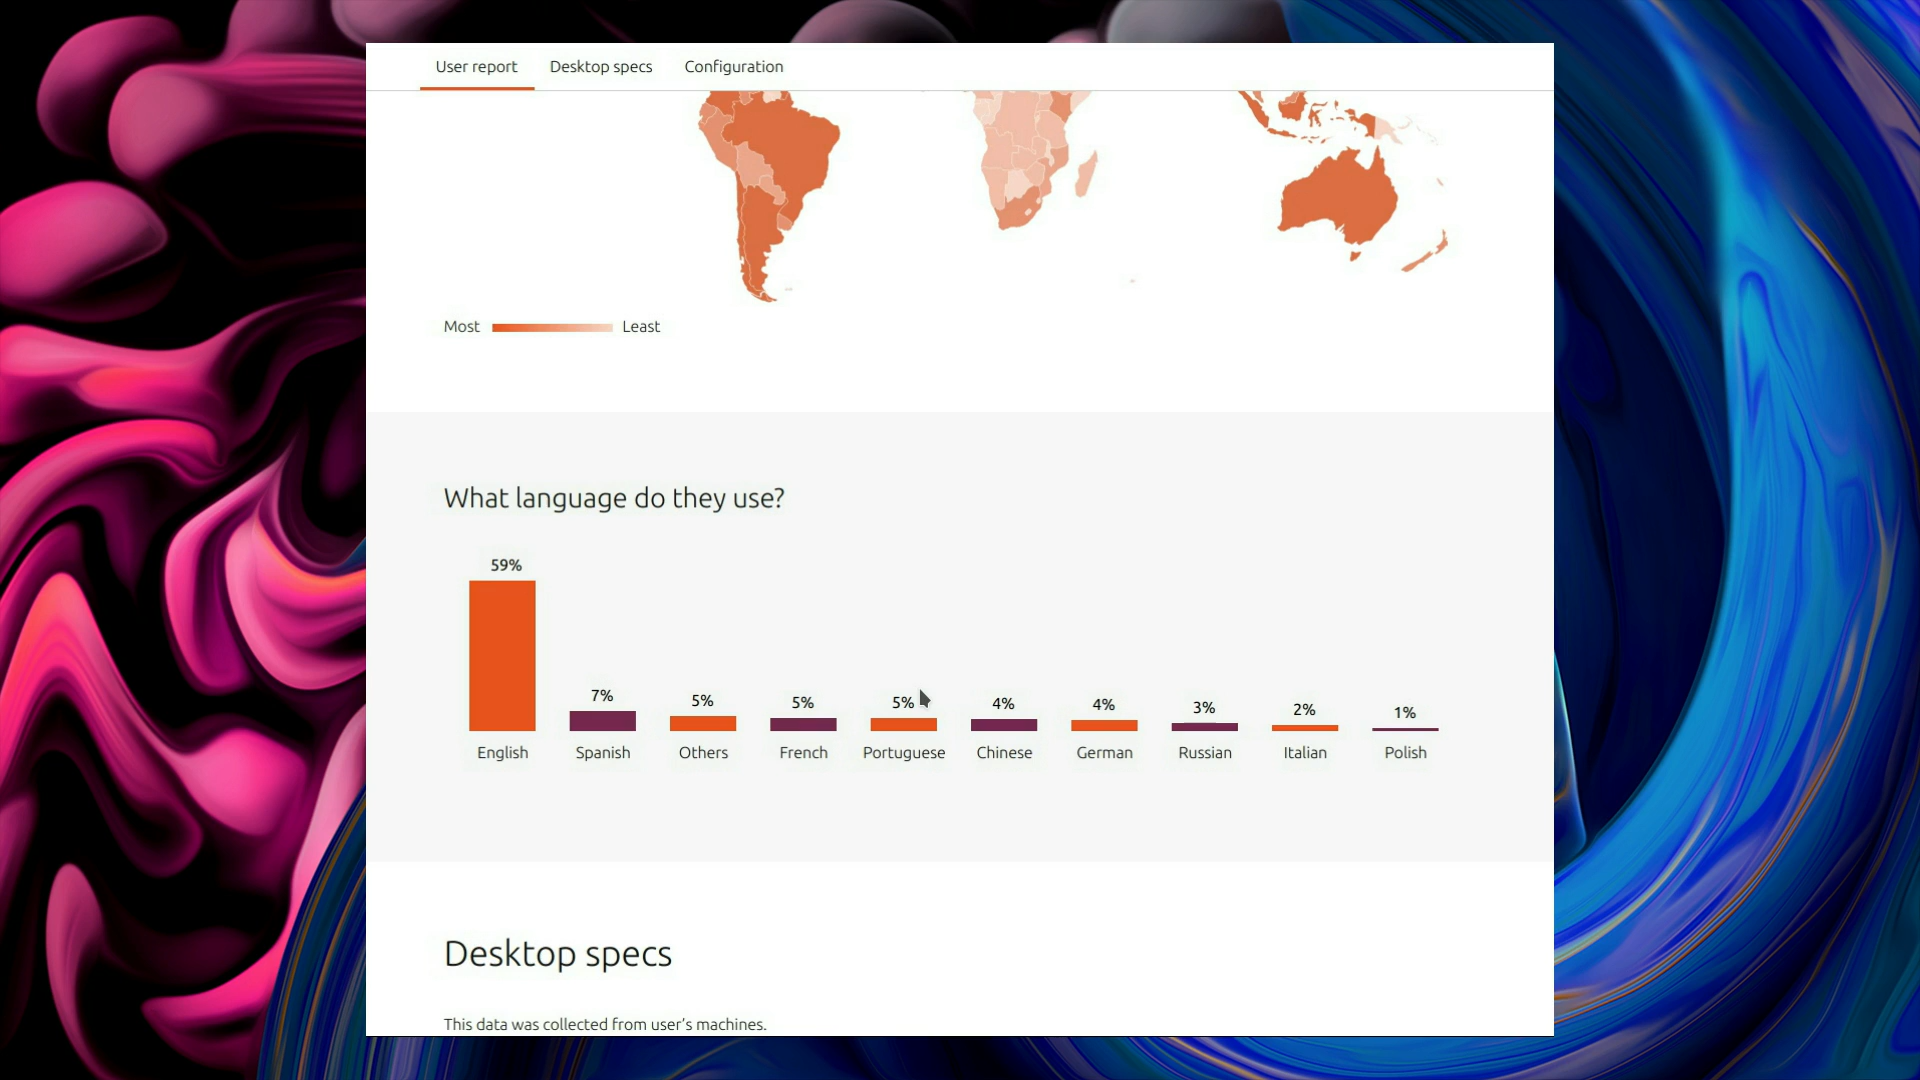 User report Desktop specs Configuration
Most Least
What language do they use?
59% 7% 5% 5% 5% 4% 4% 3% 2% 1%
English Spanish Others French Portuguese Chinese German Russian Italian Polish
Desktop specs
This data was collected from user's machines.